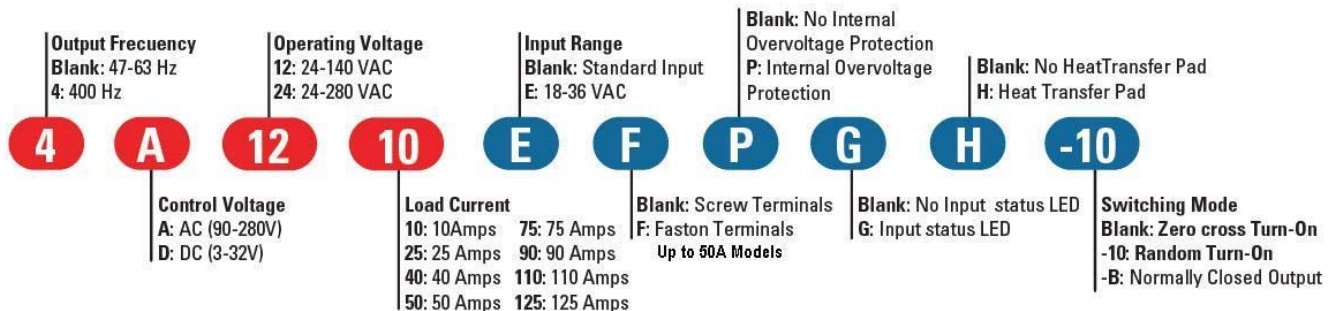 Output Frecuency
Blank: 47-63 Hz
4: 400 Hz
Operating Voltage
12: 24-140 VAC
24: 24-280 VAC
Input Range
Blank: Standard Input
E: 18-36 VAC
Blank: No Internal
Overvoltage Protection
P: Internal Overvoltage
Protection
Blank: No HeatTransfer Pad
H: Heat Transfer Pad
4 A 12 10 E F P G H -10
Control Voltage
A: AC (90-280V)
D: DC (3-32V)
Load Current
10: 10Amps 75: 75 Amps
25: 25 Amps 90: 90 Amps
40: 40 Amps 110: 110 Amps
50: 50 Amps 125: 125 Amps
Blank: Screw Terminals
F: Faston Terminals
Up to 50A Models
Blank: No Input status LED
G: Input status LED
Switching Mode
Blank: Zero cross Turn-On
-10: Random Turn-On
-B: Normally Closed Output